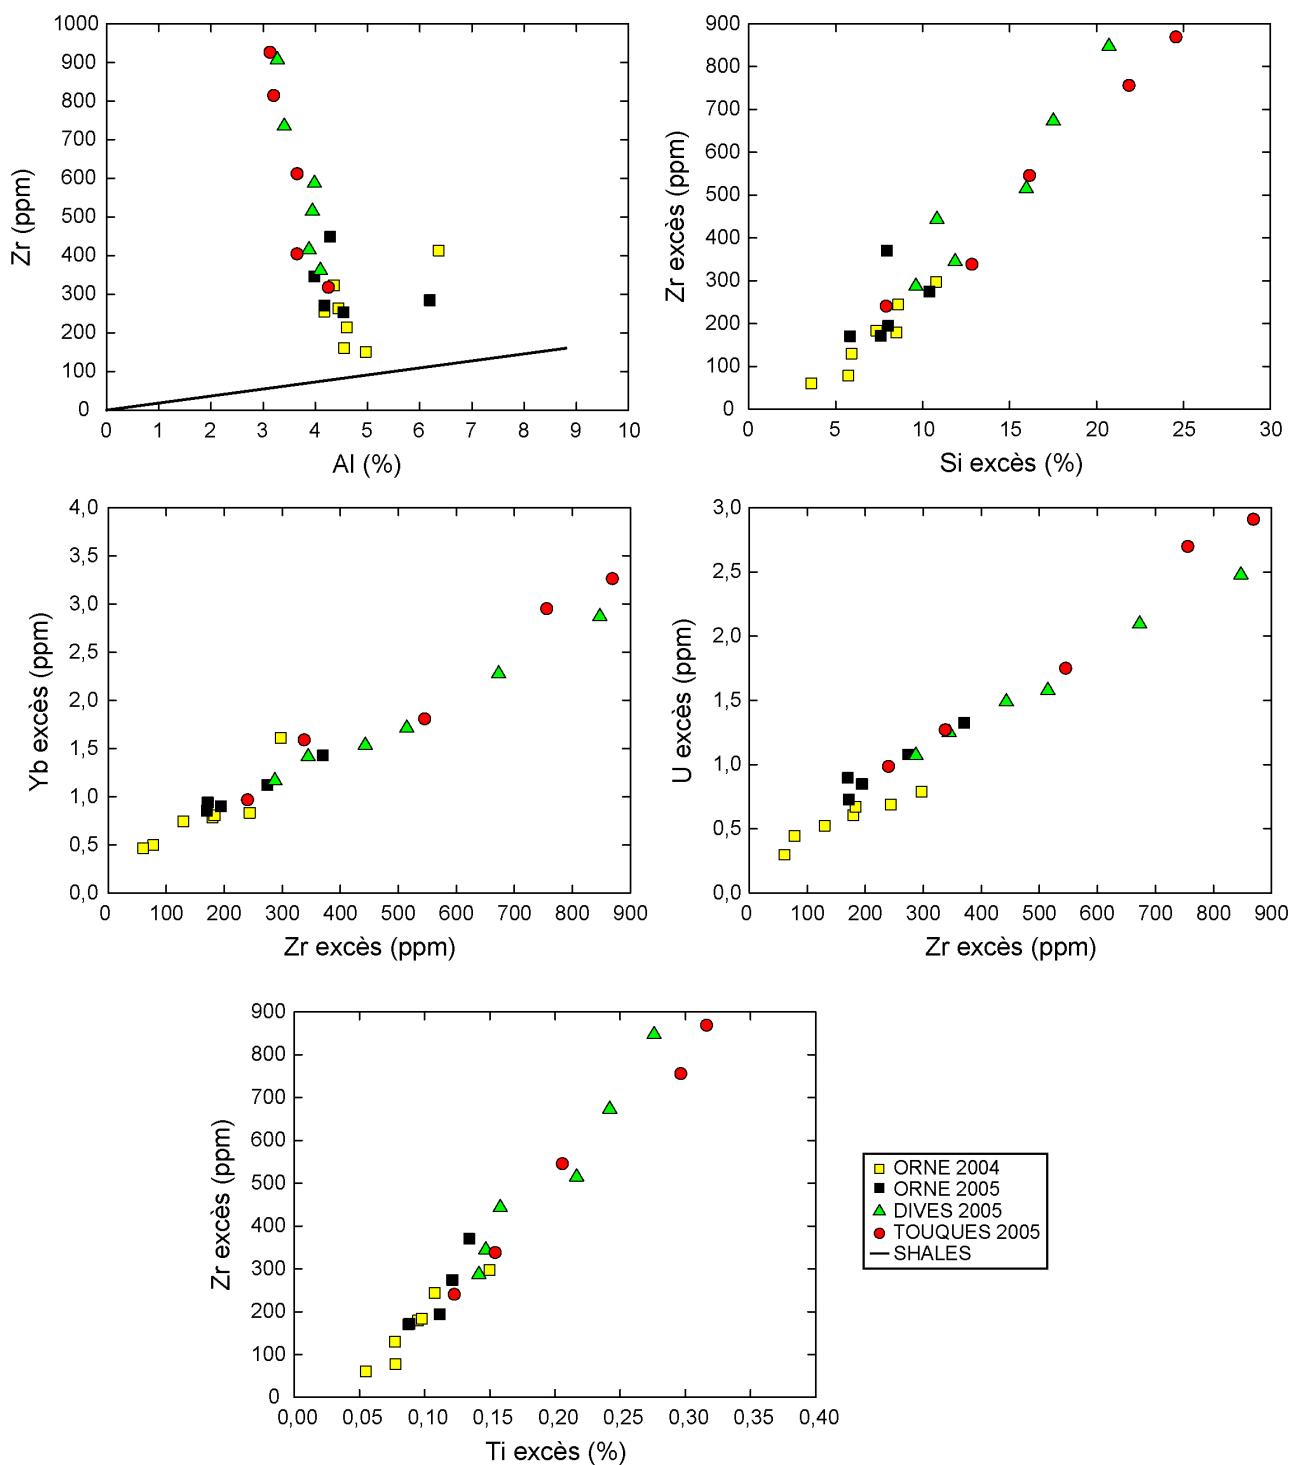 1000
900
800
700
600
500
400
300
200
100
0
Zr (ppm)
0 1 2 3 4 5 6 7 8 9 10
Al (%)
900
800
700
600
500
400
300
200
100
0
Zr excès (ppm)
0 5 10 15 20 25 30
Si excès (%)
4,0
3,5
3,0
2,5
2,0
1,5
1,0
0,5
0,0
Yb excès (ppm)
0 100 200 300 400 500 600 700 800 900
Zr excès (ppm)
3,0
2,5
2,0
1,5
1,0
0,5
0,0
U excès (ppm)
0 100 200 300 400 500 600 700 800 900
Zr excès (ppm)
900
800
700
600
500
400
300
200
100
0
Zr excès (ppm)
0,00 0,05 0,10 0,15 0,20 0,25 0,30 0,35 0,40
Ti excès (%)
ORNE 2004
ORNE 2005
DIVES 2005
TOUQUES 2005
SHALES